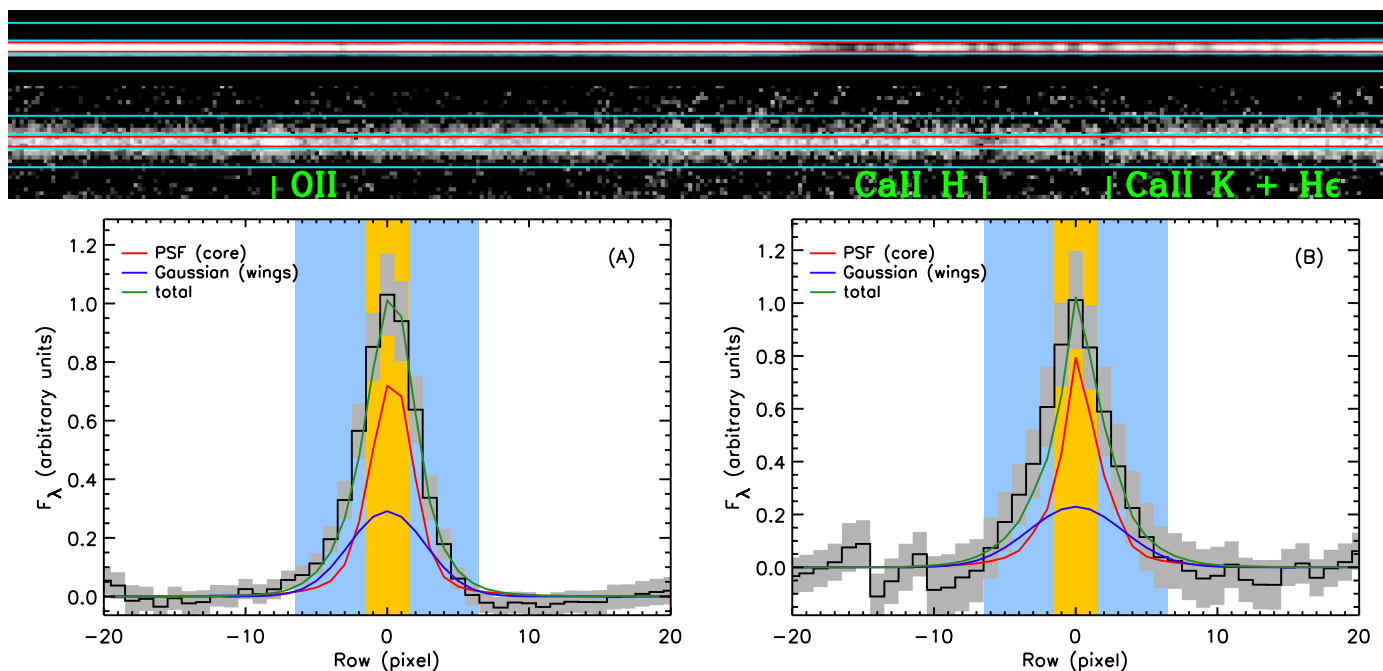 OII CaII H CaII K + Hε
PSF (core)
Gaussian (wings)
total
(A)
1.2
1.0
0.8
0.6
0.4
0.2
0.0
Fλ (arbitrary units)
-20 -10 0 10 20
Row (pixel)
PSF (core)
Gaussian (wings)
total
(B)
1.2
1.0
0.8
0.6
0.4
0.2
0.0
Fλ (arbitrary units)
-20 -10 0 10 20
Row (pixel)